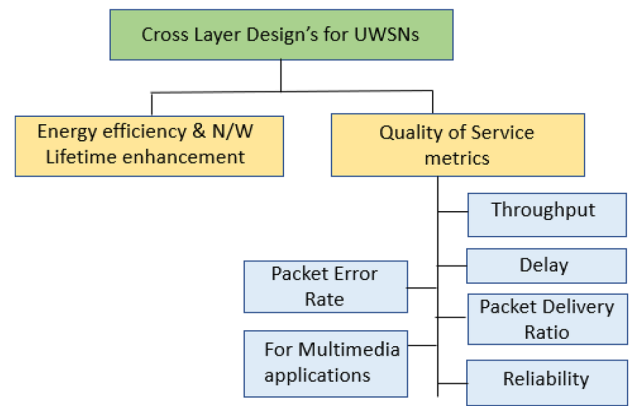 Cross Layer Design's for UWSNs
Energy efficiency & N/W
Lifetime enhancement
Quality of Service
metrics
Throughput
Delay
Packet Error
Rate
Packet Delivery
Ratio
For Multimedia
applications
Reliability